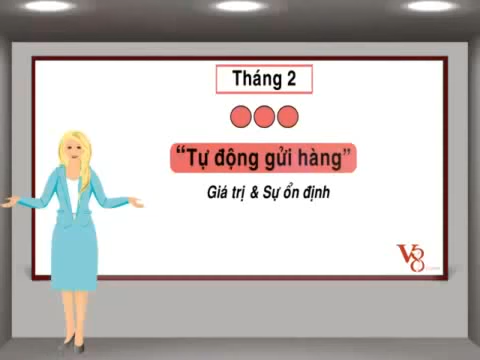 Tháng 2
“Tự động gửi hàng”
Giá trị & Sự ổn định
V8